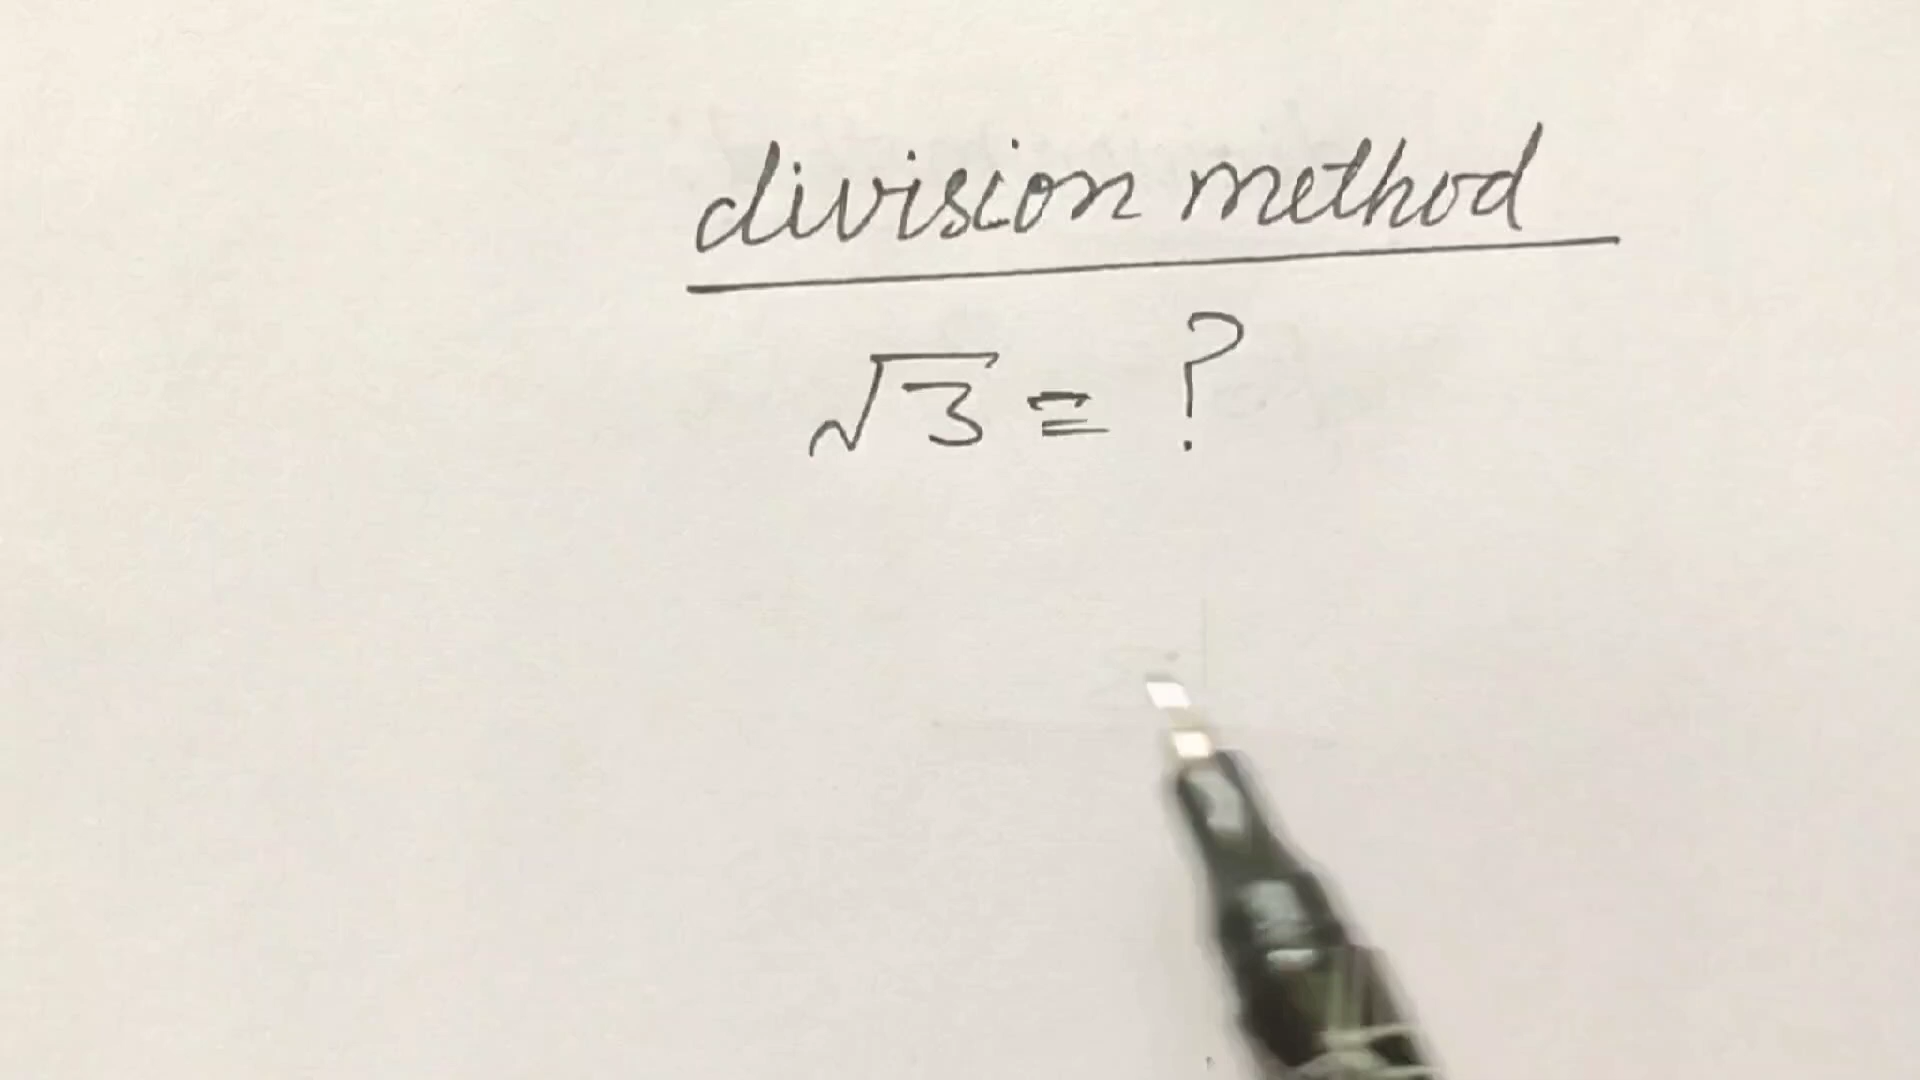 division method
√3 = ?